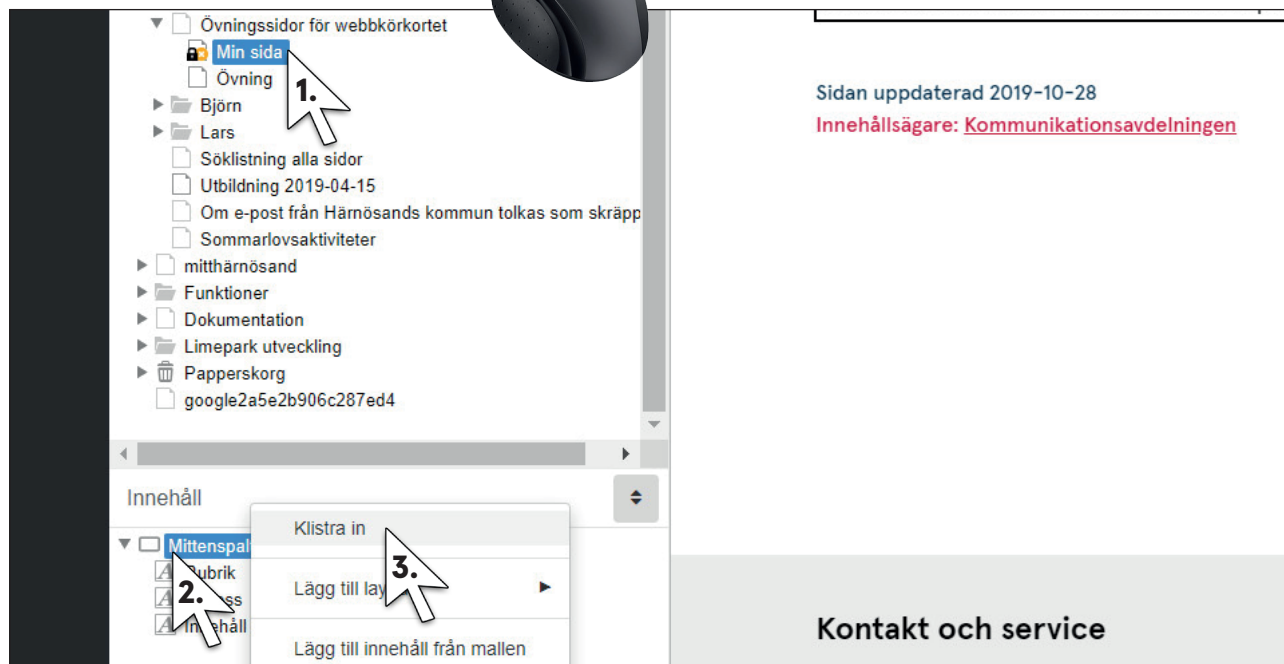 Övningssidor för webbkörkortet
Min sida
1.
Övning
Björn
Lars
Söklistning alla sidor
Utbildning 2019-04-15
Om e-post från Härnösands kommun tolkas som skräpp
Sommarlovsaktiviteter
mitthärnösand
Funktioner
Dokumentation
Limepark utveckling
Papperskorg
google2a5e2b906c287ed4
Innehåll
Mittenspal
Rubrik
2.
Innehåll
Klistra in
3.
Lägg till lay
Lägg till innehåll från mallen
Sidan uppdaterad 2019-10-28
Innehållsägare: Kommunikationsavdelningen
Kontakt och service